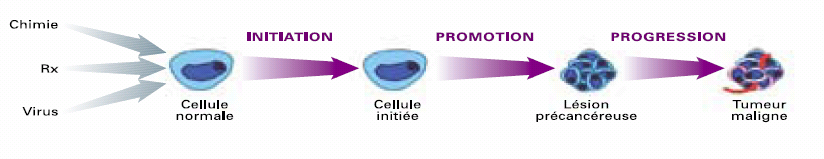 Chimie
Rx
Virus
INITIATION
PROMOTION
PROGRESSION
Cellule
normale
Cellule
initiée
Lésion
précancéreuse
Tumeur
maligne